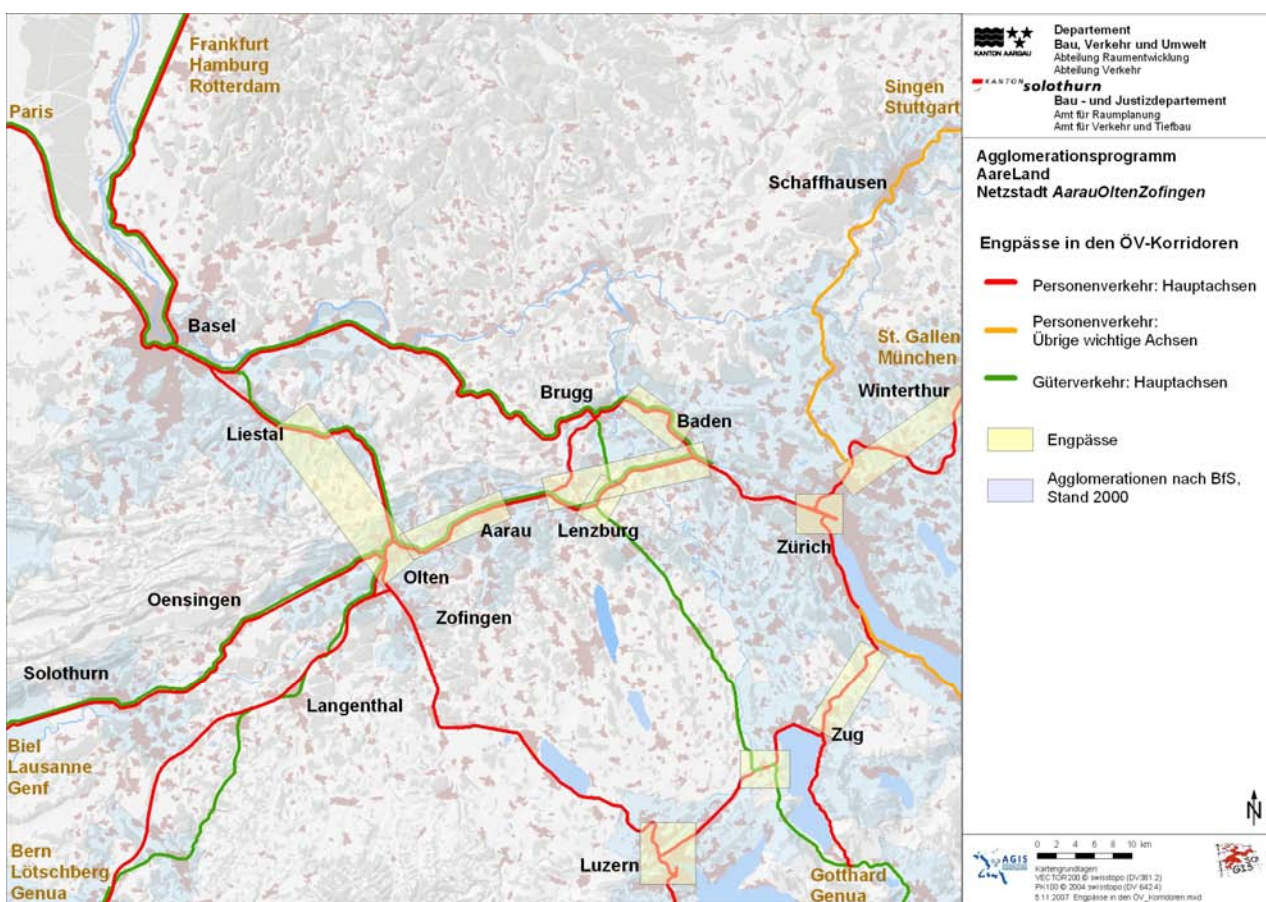 Frankfurt
Hamburg
Rotterdam
Paris
Singen
Stuttgart
Schaffhausen
Basel
St. Gallen
München
Winterthur
Brugg
Baden
Liestal
Aarau
Lenzburg
Zürich
Olten
Oensingen
Zofingen
Solothurn
Langenthal
Zug
Biel
Lausanne
Genf
Bern
Lötschberg
Genua
Luzern
Gotthard
Genua
KANTON AARGAU
Departement
Bau, Verkehr und Umwelt
Abteilung Raumentwicklung
Abteilung Verkehr
KANTON solothurn
Bau - und Justizdepartement
Amt für Raumplanung
Amt für Verkehr und Tiefbau
Agglomerationsprogramm
AareLand
Netzstadt AarauOltenZofingen
Engpässe in den ÖV-Korridoren
Personenverkehr: Hauptachsen
Personenverkehr:
Übrige wichtige Achsen
Güterverkehr: Hauptachsen
Engpässe
Agglomerationen nach BfS,
Stand 2000
N
AGIS
0 2 4 6 8 10 km
Kartengrundlagen:
VECTOR200 © swisstopo (DV381.2)
PK100 © 2004 swisstopo (DV 642.4)
5.11.2007 Engpässe in den ÖV_Korridoren.mxd
SO
GIS